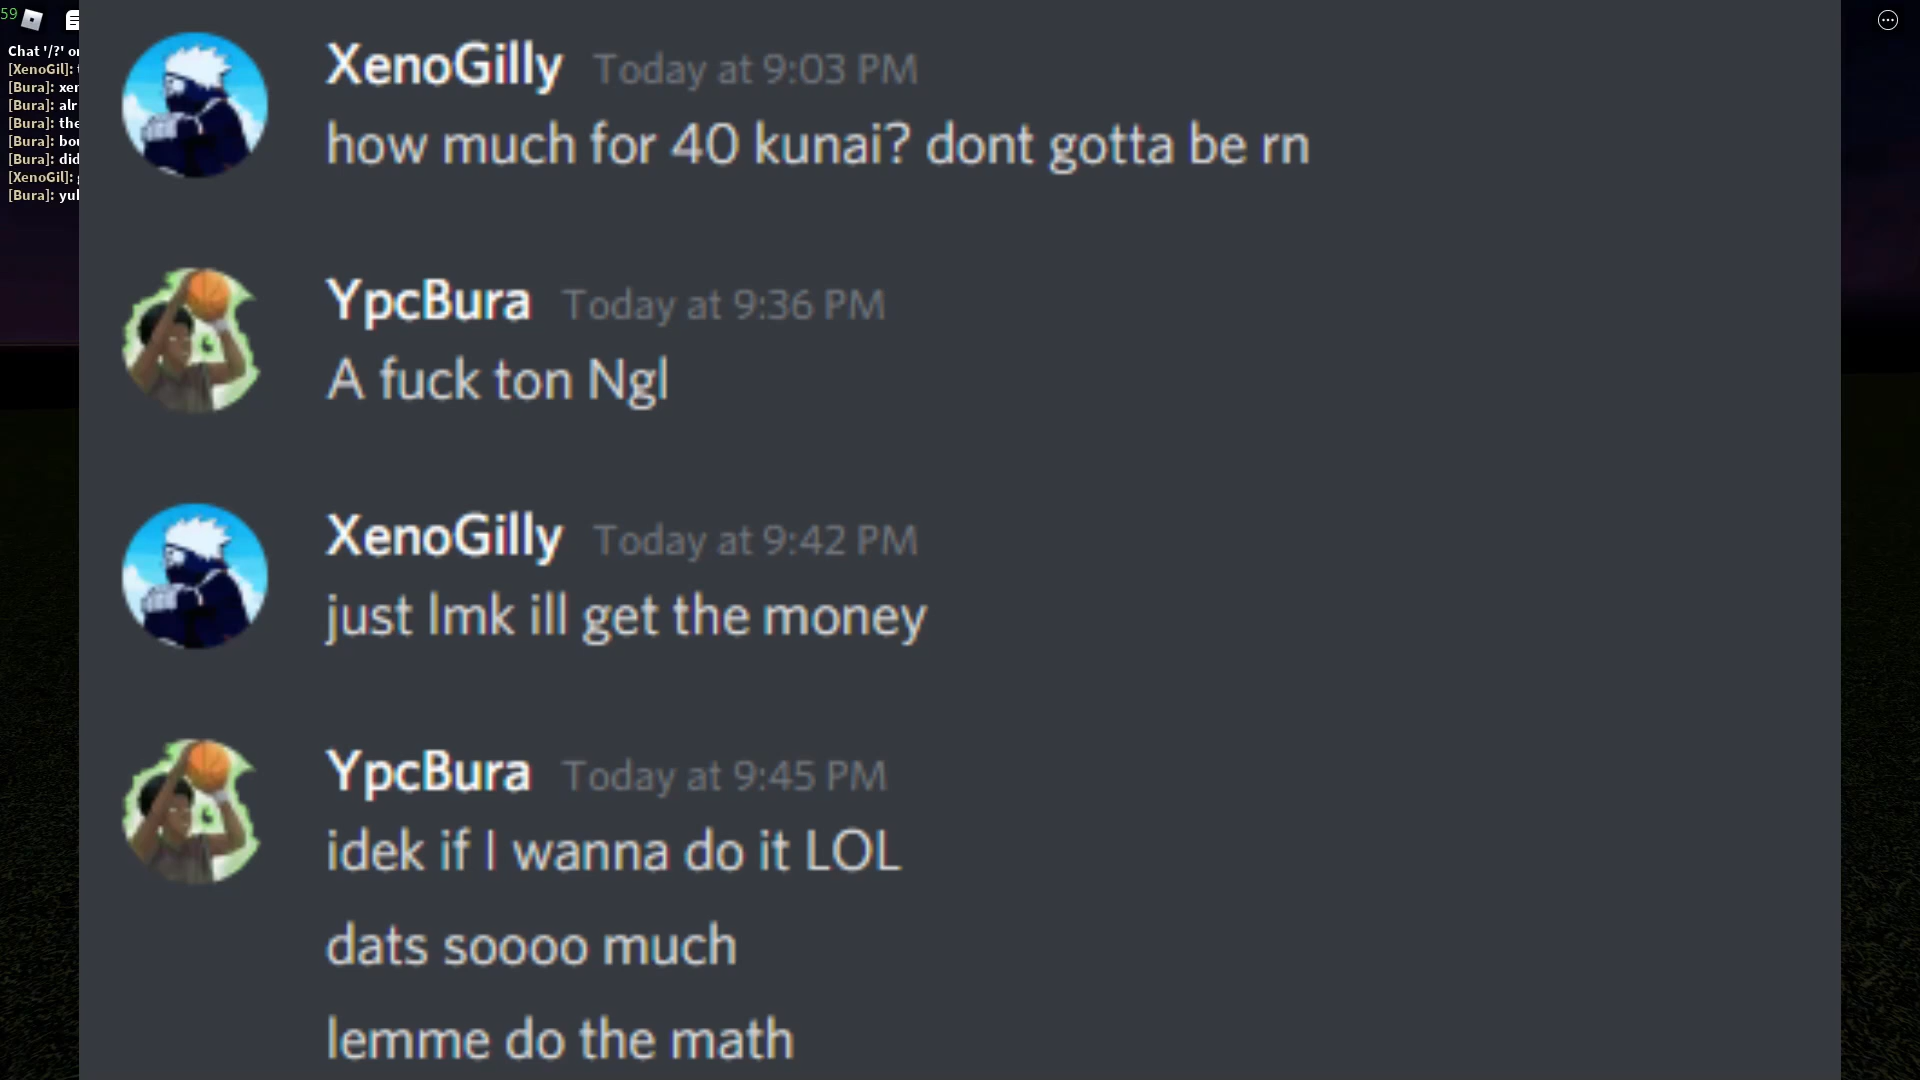 59
Chat '/?' or
[XenoGil]:
[Bura]:
[Bura]: alr
[Bura]: the
[Bura]:
[Bura]: did
[XenoGil]:
[Bura]:
XenoGilly Today at 9:03 PM
how much for 40 kunai? dont gotta be rn
YpcBura Today at 9:36 PM
A fuck ton Ngl
XenoGilly Today at 9:42 PM
just lmk ill get the money
YpcBura Today at 9:45 PM
idek if I wanna do it LOL
dats soooo much
lemme do the math